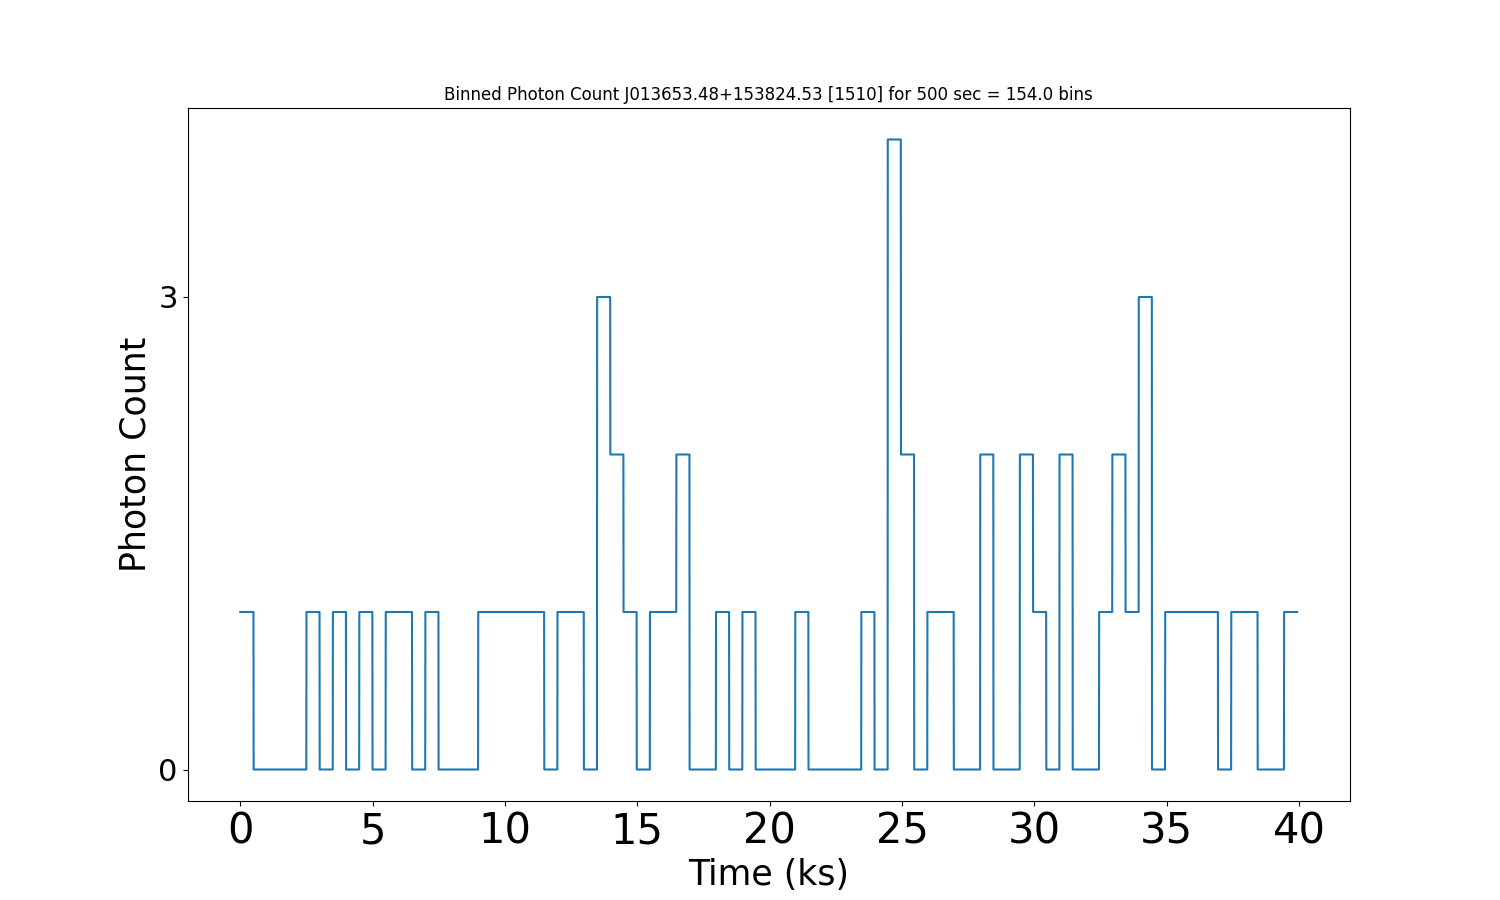 Binned Photon Count J013653.48+153824.53 [1510] for 500 sec = 154.0 bins
3
Photon Count
0
0 5 10 15 20 25 30 35 40
Time (ks)